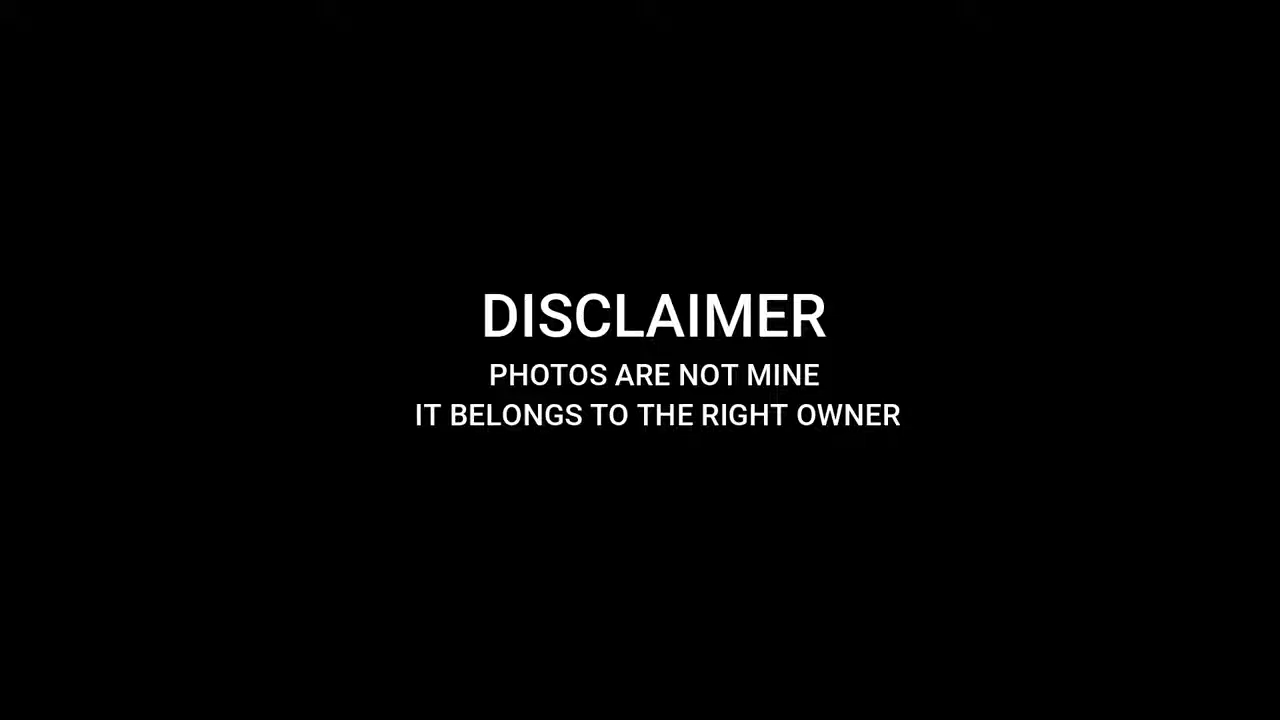 DISCLAIMER
PHOTOS ARE NOT MINE
IT BELONGS TO THE RIGHT OWNER